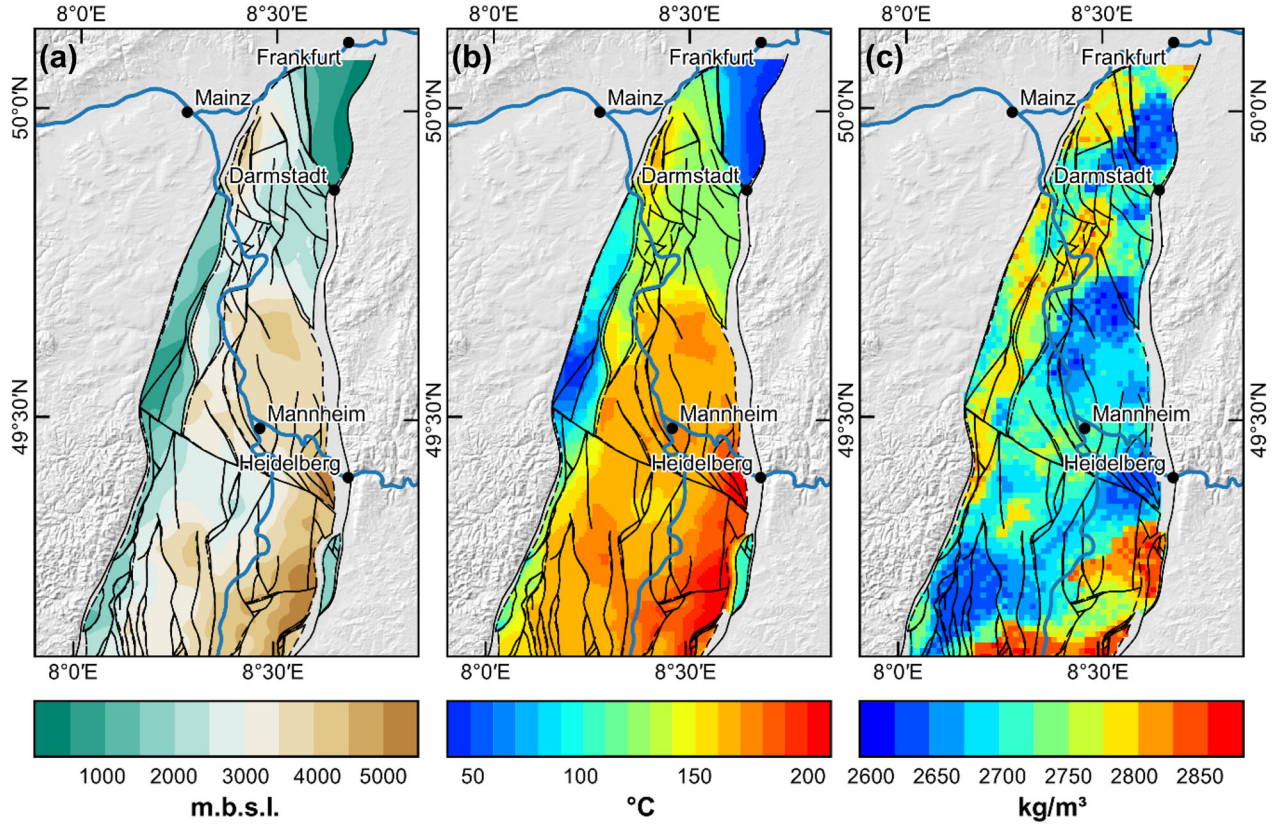 8°0'E 8°30'E 8°0'E 8°30'E 8°0'E 8°30'E
(a) Frankfurt (b) Frankfurt (c) Frankfurt
Mainz Mainz Mainz
50°0'N 50°0'N
Darmstadt Darmstadt Darmstadt
49°30'N 49°30'N
Mannheim Mannheim Mannheim
Heidelberg Heidelberg Heidelberg
8°0'E 8°30'E 8°0'E 8°30'E 8°0'E 8°30'E
1000 2000 3000 4000 5000 50 100 150 200 2600 2650 2700 2750 2800 2850
m.b.s.l. °C kg/m³